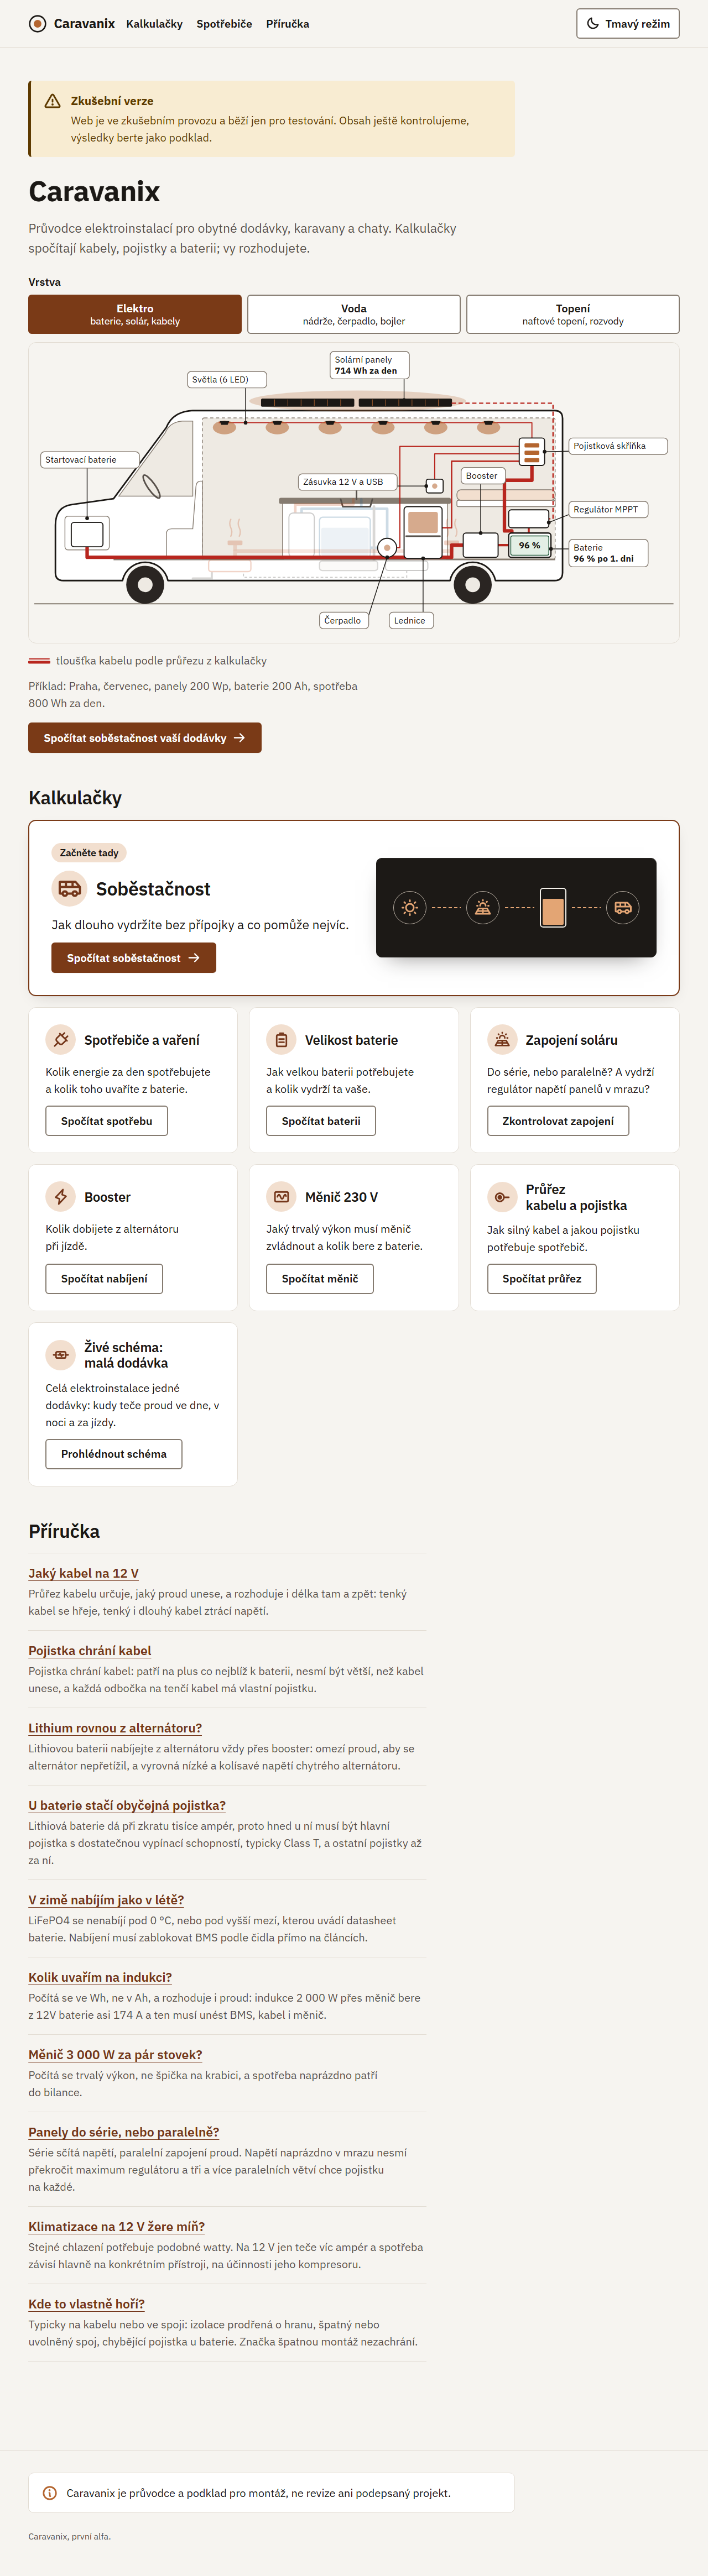 Caravanix Kalkulačky Spotřebiče Příručka Tmavý režim
Zkušební verze
Web je ve zkušebním provozu a běží jen pro testování. Obsah ještě kontrolujeme,
výsledky berte jako podklad.
Caravanix
Průvodce elektroinstalací pro obytné dodávky, karavany a chaty. Kalkulačky
spočítají kabely, pojistky a baterii; vy rozhodujete.
Vrstva
Elektro
baterie, solár, kabely
Voda
nádrže, čerpadlo, bojler
Topení
naftové topení, rozvody
Solární panely
714 Wh za den
Světla (6 LED)
Startovací baterie
Pojistková skříňka
Zásuvka 12 V a USB
Booster
Regulátor MPPT
96 %
Baterie
96 % po 1. dni
Čerpadlo
Lednice
tloušťka kabelu podle průřezu z kalkulačky
Příklad: Praha, červenec, panely 200 Wp, baterie 200 Ah, spotřeba
800 Wh za den.
Spočítat soběstačnost vaší dodávky
Kalkulačky
Začněte tady
Soběstačnost
Jak dlouho vydržíte bez přípojky a co pomůže nejvíc.
Spočítat soběstačnost
Spotřebiče a vaření
Kolik energie za den spotřebujete
a kolik toho uvaříte z baterie.
Spočítat spotřebu
Velikost baterie
Jak velkou baterii potřebujete
a kolik vydrží ta vaše.
Spočítat baterii
Zapojení soláru
Do série, nebo paralelně? A vydrží
regulátor napětí panelů v mrazu?
Zkontrolovat zapojení
Booster
Kolik dobijete z alternátoru
při jízdě.
Spočítat nabíjení
Měnič 230 V
Jaký trvalý výkon musí měnič
zvládnout a kolik bere z baterie.
Spočítat měnič
Průřez
kabelu a pojistka
Jak silný kabel a jakou pojistku
potřebuje spotřebič.
Spočítat průřez
Živé schéma:
malá dodávka
Celá elektroinstalace jedné
dodávky: kudy teče proud ve dne, v
noci a za jízdy.
Prohlédnout schéma
Příručka
Jaký kabel na 12 V
Průřez kabelu určuje, jaký proud unese, a rozhoduje i délka tam a zpět: tenký
kabel se hřeje, tenký i dlouhý kabel ztrácí napětí.
Pojistka chrání kabel
Pojistka chrání kabel: patří na plus co nejblíž k baterii, nesmí být větší, než kabel
unese, a každá odbočka na tenčí kabel má vlastní pojistku.
Lithium rovnou z alternátoru?
Lithiovou baterii nabíjejte z alternátoru vždy přes booster: omezí proud, aby se
alternátor nepřetížil, a vyrovná nízké a kolísavé napětí chytrého alternátoru.
U baterie stačí obyčejná pojistka?
Lithiová baterie dá při zkratu tisíce ampér, proto hned u ní musí být hlavní
pojistka s dostatečnou vypínací schopností, typicky Class T, a ostatní pojistky až
za ní.
V zimě nabíjím jako v létě?
LiFePO4 se nenabíjí pod 0 °C, nebo pod vyšší mezí, kterou uvádí datasheet
baterie. Nabíjení musí zablokovat BMS podle čidla přímo na článcích.
Kolik uvařím na indukci?
Počítá se ve Wh, ne v Ah, a rozhoduje i proud: indukce 2 000 W přes měnič bere
z 12V baterie asi 174 A a ten musí unést BMS, kabel i měnič.
Měnič 3 000 W za pár stovek?
Počítá se trvalý výkon, ne špička na krabici, a spotřeba naprázdno patří
do bilance.
Panely do série, nebo paralelně?
Série sčítá napětí, paralelní zapojení proud. Napětí naprázdno v mrazu nesmí
překročit maximum regulátoru a tři a více paralelních větví chce pojistku
na každé.
Klimatizace na 12 V žere míň?
Stejné chlazení potřebuje podobné watty. Na 12 V jen teče víc ampér a spotřeba
závisí hlavně na konkrétním přístroji, na účinnosti jeho kompresoru.
Kde to vlastně hoří?
Typicky na kabelu nebo ve spoji: izolace prodřená o hranu, špatný nebo
uvolněný spoj, chybějící pojistka u baterie. Značka špatnou montáž nezachrání.
Caravanix je průvodce a podklad pro montáž, ne revize ani podepsaný projekt.
Caravanix, první alfa.